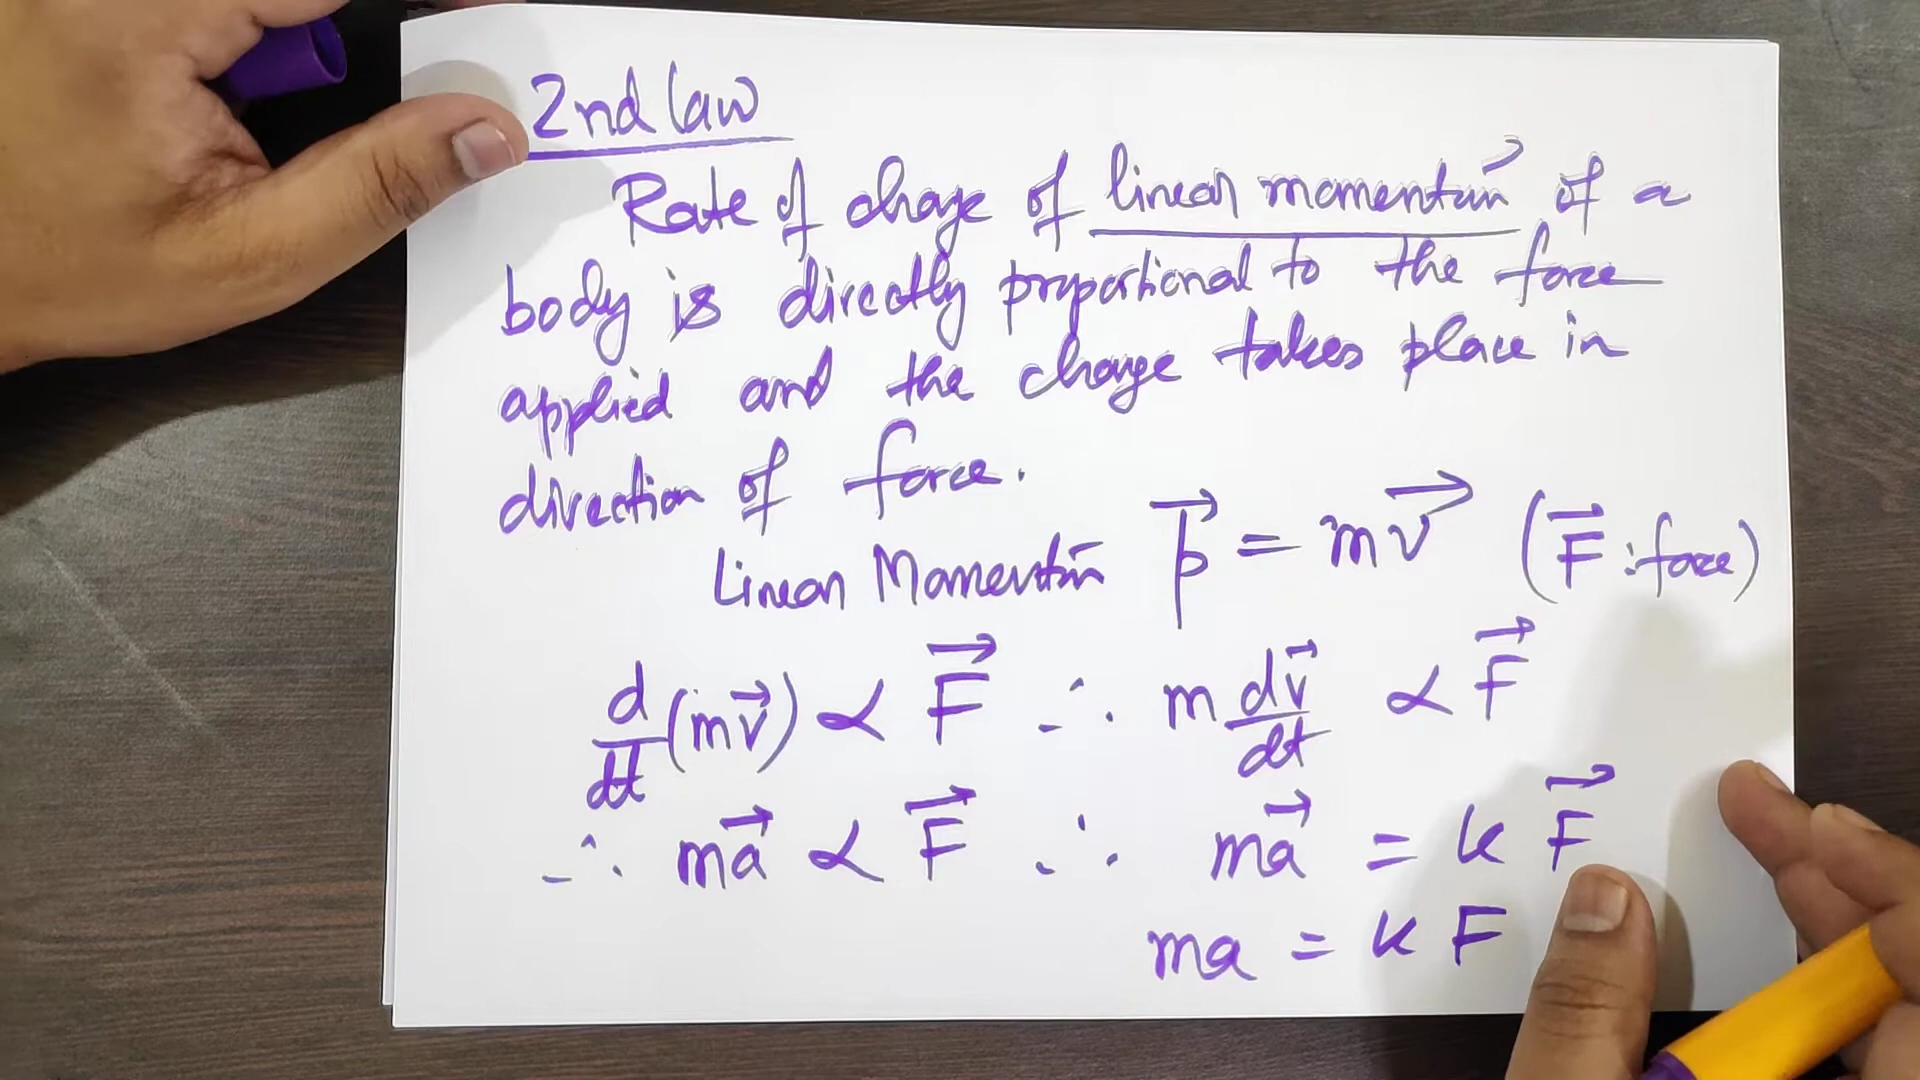 2nd law
Rate of change of linear momentum of a
body is directly proportional to the force
applied and the change takes place in
direction of force.
Linear Momentum p⃗ = mv⃗ (F⃗ : force)
d/dt (mv⃗) ∝ F⃗ ∴ m dv⃗/dt ∝ F⃗
∴ ma⃗ ∝ F⃗ ∴ ma⃗ = k F⃗
ma = k F